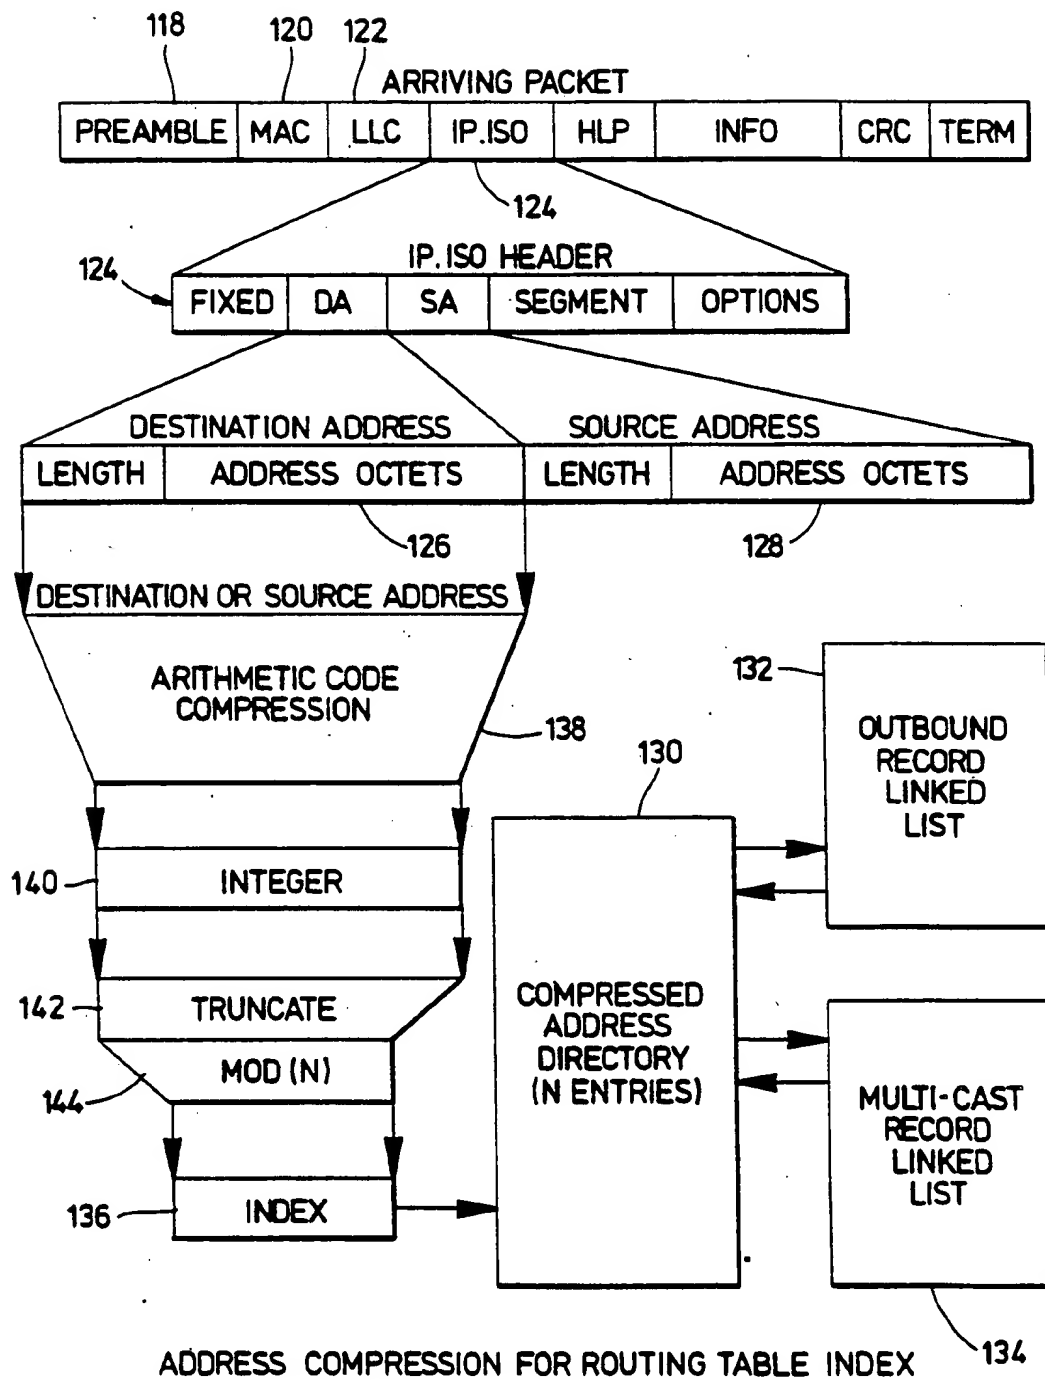 118 120 122
ARRIVING PACKET
PREAMBLE MAC LLC IP.ISO HLP INFO CRC TERM
124
IP.ISO HEADER
124
FIXED DA SA SEGMENT OPTIONS
DESTINATION ADDRESS SOURCE ADDRESS
LENGTH ADDRESS OCTETS LENGTH ADDRESS OCTETS
126 128
DESTINATION OR SOURCE ADDRESS
ARITHMETIC CODE
COMPRESSION
138
140 INTEGER
142 TRUNCATE
144 MOD (N)
136 INDEX
130
COMPRESSED
ADDRESS
DIRECTORY
(N ENTRIES)
132
OUTBOUND
RECORD
LINKED
LIST
MULTI-CAST
RECORD
LINKED
LIST
134
ADDRESS COMPRESSION FOR ROUTING TABLE INDEX